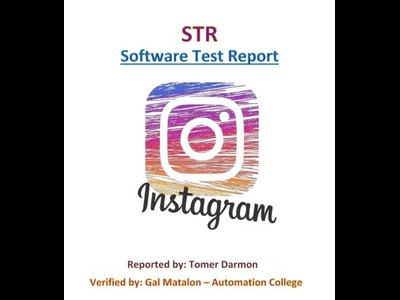 STR
Software Test Report
Instagram
Reported by: Tomer Darmon
Verified by: Gal Matalon – Automation College